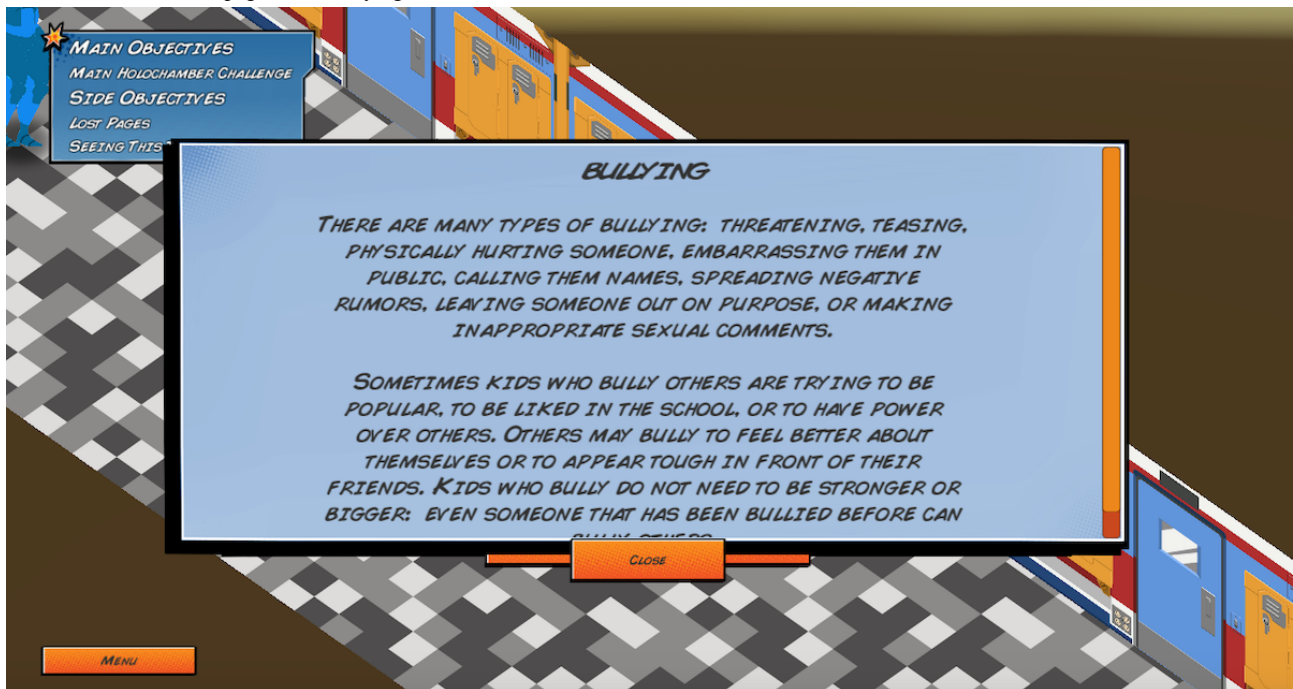 Main Objectives
Main Holochamber Challenge
Side Objectives
Lost Pages
Seeing This
Bullying
There are many types of bullying: threatening, teasing,
physically hurting someone, embarrassing them in
public, calling them names, spreading negative
rumors, leaving someone out on purpose, or making
inappropriate sexual comments.
Sometimes kids who bully others are trying to be
popular, to be liked in the school, or to have power
over others. Others may bully to feel better about
themselves or to appear tough in front of their
friends. Kids who bully do not need to be stronger or
bigger: even someone that has been bullied before can
Close
Menu